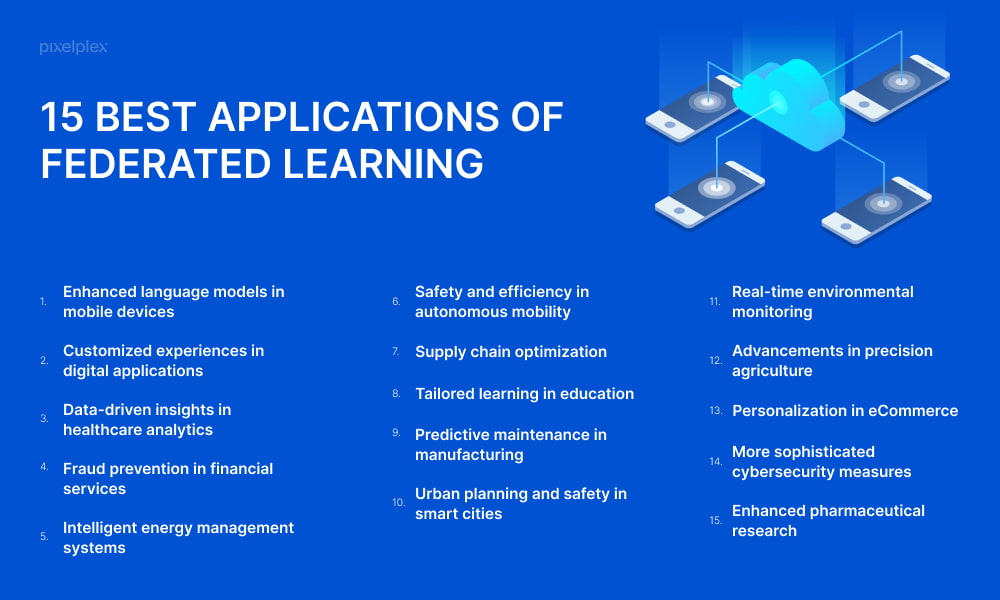 pixelplex
15 BEST APPLICATIONS OF
FEDERATED LEARNING
1. Enhanced language models in
mobile devices
2. Customized experiences in
digital applications
3. Data-driven insights in
healthcare analytics
4. Fraud prevention in financial
services
5. Intelligent energy management
systems
6. Safety and efficiency in
autonomous mobility
7. Supply chain optimization
8. Tailored learning in education
9. Predictive maintenance in
manufacturing
10. Urban planning and safety in
smart cities
11. Real-time environmental
monitoring
12. Advancements in precision
agriculture
13. Personalization in eCommerce
14. More sophisticated
cybersecurity measures
15. Enhanced pharmaceutical
research